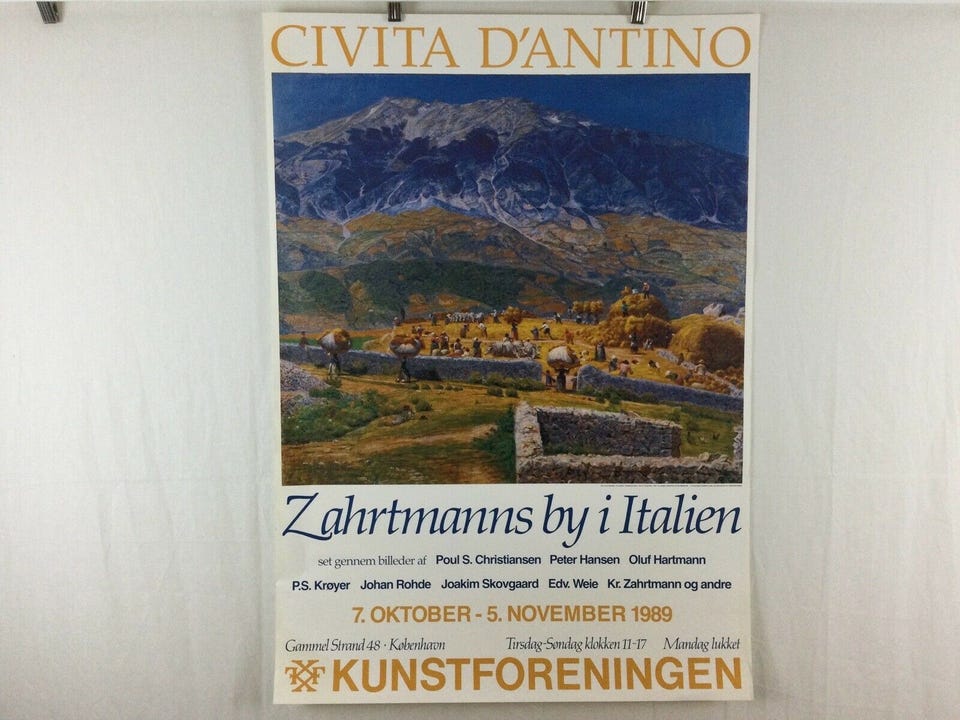 CIVITA D'ANTINO
Zahrtmanns by i Italien
set gennem billeder af Poul S. Christiansen Peter Hansen Oluf Hartmann
P.S. Krøyer Johan Rohde Joakim Skovgaard Edv. Weie Kr. Zahrtmann og andre
7. OKTOBER - 5. NOVEMBER 1989
Gammel Strand 48 · København Tirsdag-Søndag klokken 11-17 Mandag lukket
KUNSTFORENINGEN